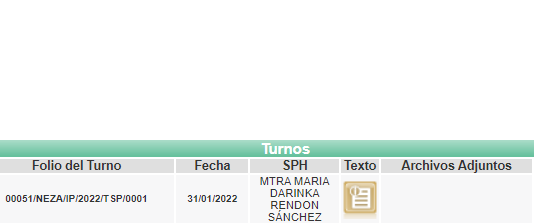 Turnos
Folio del Turno Fecha SPH Texto Archivos Adjuntos
00051/NEZA/IP/2022/TSP/0001 31/01/2022 MTRA MARIA
DARINKA
RENDON
SÁNCHEZ